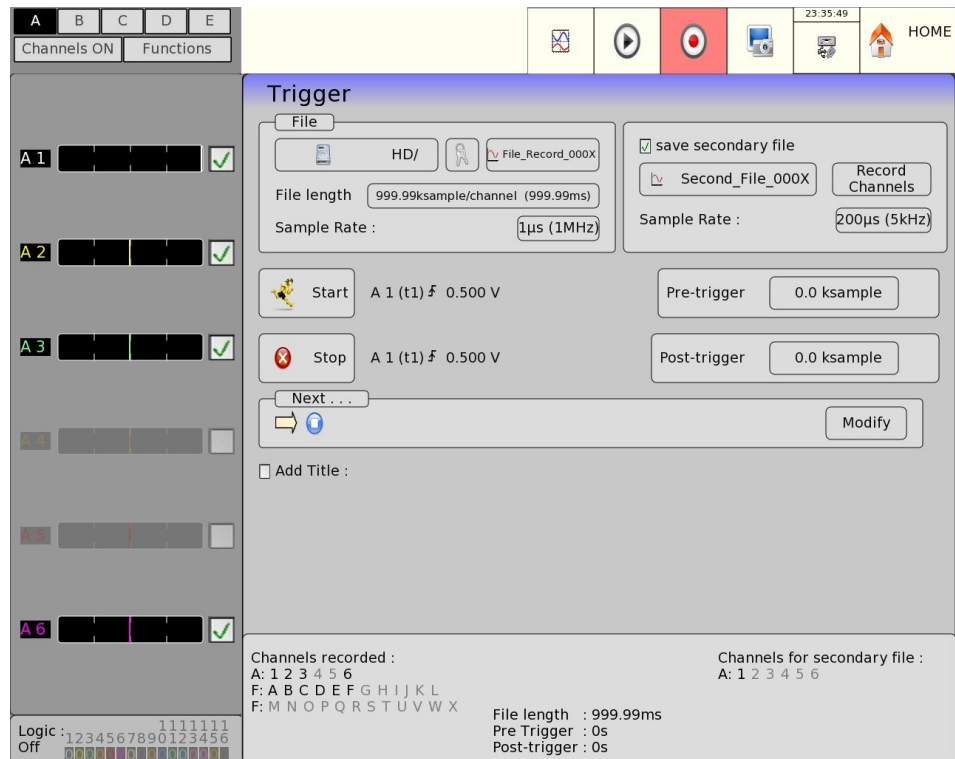 A B C D E
Channels ON Functions
23:35:49
HOME
Trigger
File
HD/ File_Record_000X
File length 999.99ksample/channel (999.99ms)
Sample Rate : 1µs (1MHz)
save secondary file
Second_File_000X Record Channels
Sample Rate : 200µs (5kHz)
Start A 1 (t1) 0.500 V
Pre-trigger 0.0 ksample
Stop A 1 (t1) 0.500 V
Post-trigger 0.0 ksample
Next . . .
Modify
Add Title :
A 1
A 2
A 3
A 4
A 5
A 6
Channels recorded :
A: 1 2 3 4 5 6
F: A B C D E F G H I J K L
F: M N O P Q R S T U V W X
File length : 999.99ms
Pre Trigger : 0s
Post-trigger : 0s
Channels for secondary file :
A: 1 2 3 4 5 6
Logic : 1111111
Off 1234567890123456